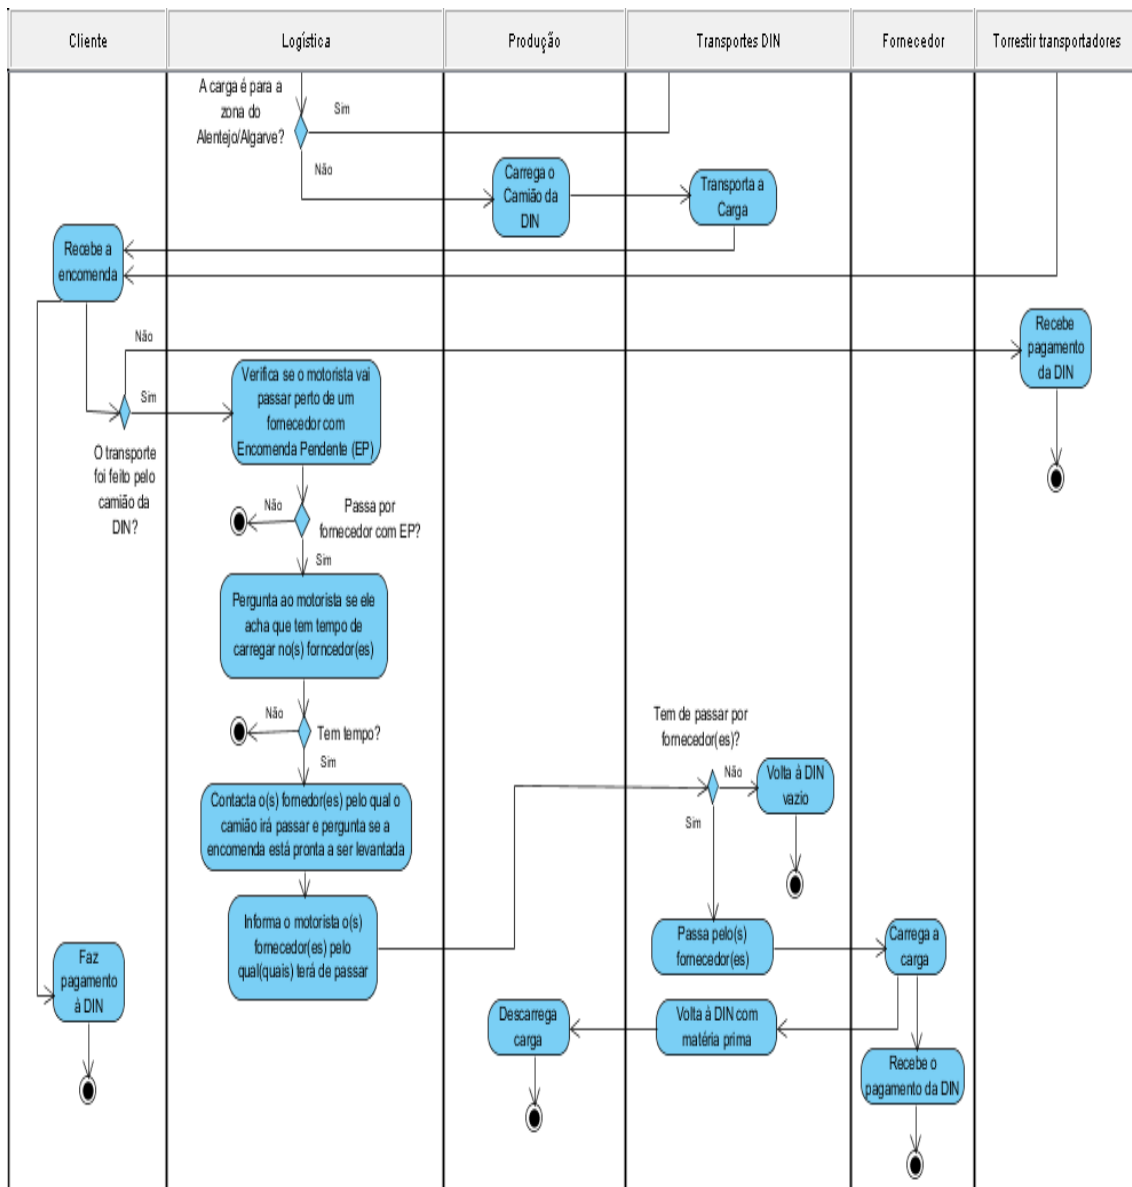 Cliente
Logística
Produção
Transportes DIN
Fornecedor
Torrestir transportadores
A carga é para a
zona do
Alentejo/Algarve?
Sim
Não
Carrega o
Camião da
DIN
Transporta a
Carga
Recebe a
encomenda
Não
Sim
O transporte
foi feito pelo
camião da
DIN?
Recebe
pagamento
da DIN
Verifica se o motorista vai
passar perto de um
fornecedor com
Encomenda Pendente (EP)
Não
Passa por
fornecedor com EP?
Sim
Pergunta ao motorista se ele
acha que tem tempo de
carregar no(s) forncedor(es)
Não
Tem tempo?
Sim
Contacta o(s) fornedor(es) pelo qual o
camião irá passar e pergunta se a
encomenda está pronta a ser levantada
Informa o motorista o(s)
fornecedor(es) pelo
qual(quais) terá de passar
Tem de passar por
fornecedor(es)?
Não
Sim
Volta à DIN
vazio
Passa pelo(s)
fornecedor(es)
Carrega a
carga
Faz
pagamento
à DIN
Descarrega
carga
Volta à DIN com
matéria prima
Recebe o
pagamento da DIN